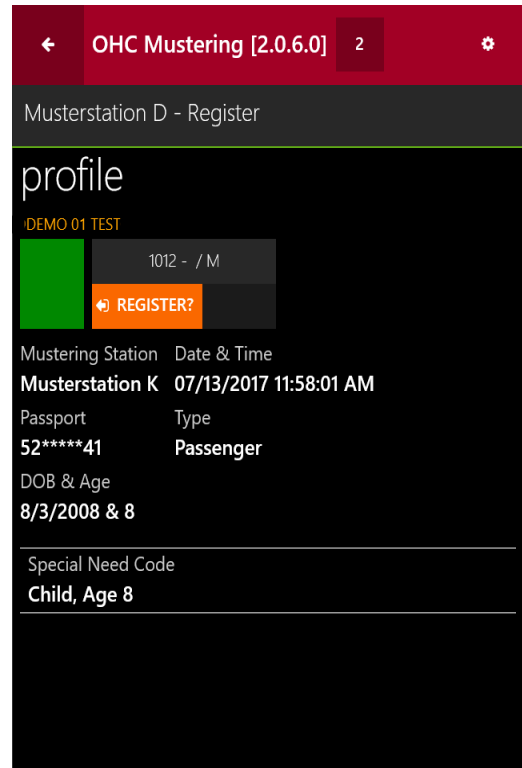 OHC Mustering [2.0.6.0] 2
Musterstation D - Register
profile
DEMO 01 TEST
1012 - / M
REGISTER?
Mustering Station Date & Time
Musterstation K 07/13/2017 11:58:01 AM
Passport Type
52*****41 Passenger
DOB & Age
8/3/2008 & 8
Special Need Code
Child, Age 8